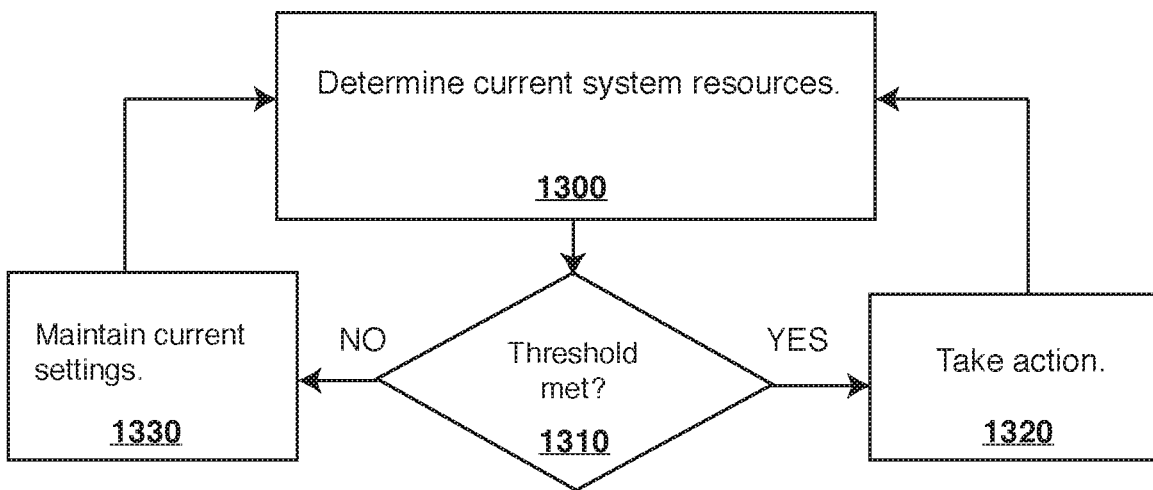 Determine current system resources.
1300
Maintain current
settings.
1330
NO
Threshold
met?
1310
YES
Take action.
1320